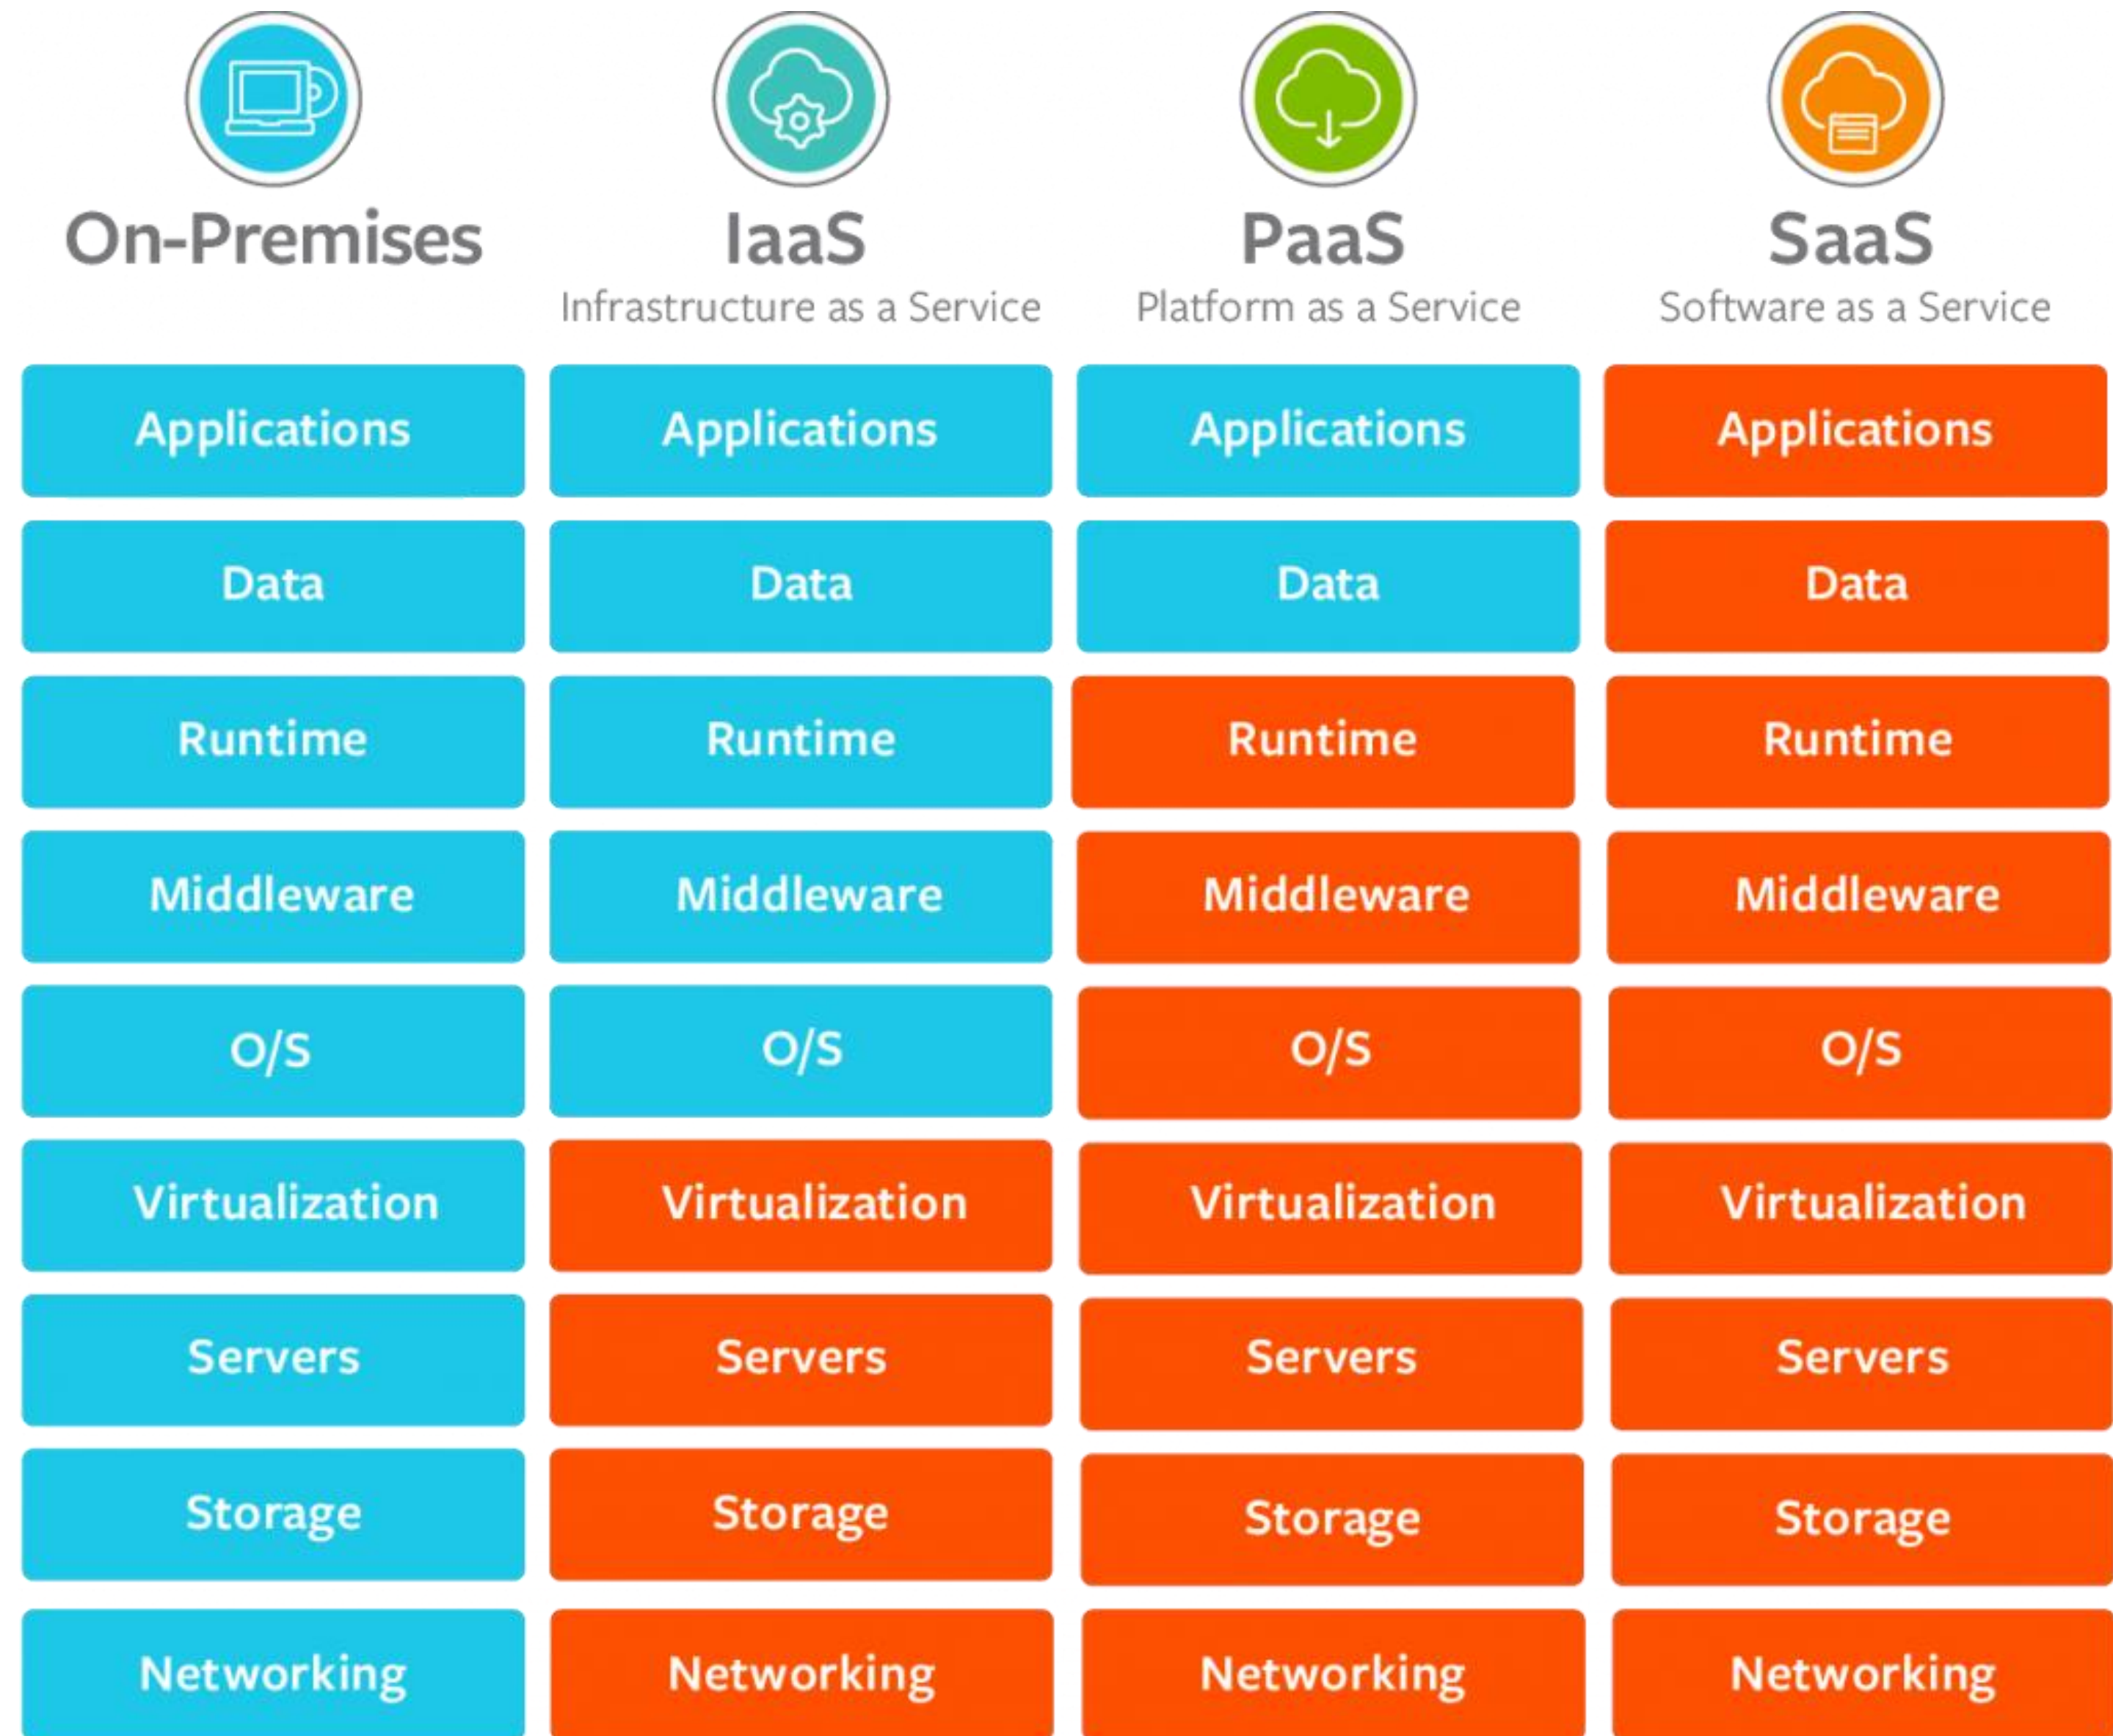 On-Premises
IaaS
Infrastructure as a Service
PaaS
Platform as a Service
SaaS
Software as a Service
Applications
Applications
Applications
Applications
Data
Data
Data
Data
Runtime
Runtime
Runtime
Runtime
Middleware
Middleware
Middleware
Middleware
O/S
O/S
O/S
O/S
Virtualization
Virtualization
Virtualization
Virtualization
Servers
Servers
Servers
Servers
Storage
Storage
Storage
Storage
Networking
Networking
Networking
Networking